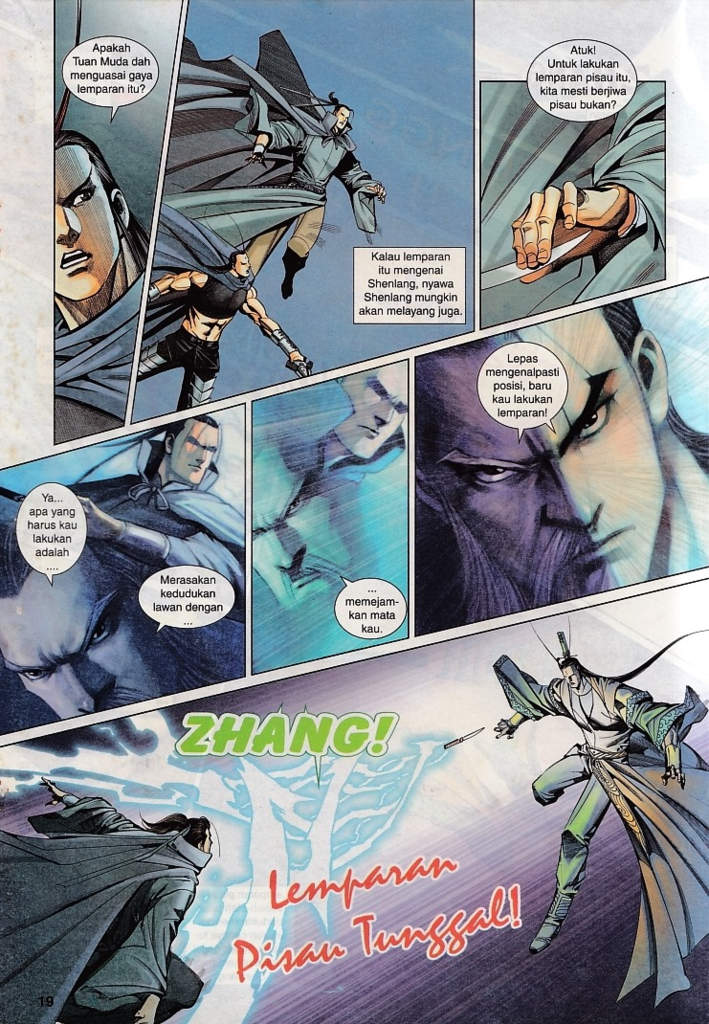 Apakah
Tuan Muda dah
menguasai gaya
lemparan itu?
Kalau lemparan
itu mengenai
Shenlang, nyawa
Shenlang mungkin
akan melayang juga.
Atuk!
Untuk lakukan
lemparan pisau itu,
kita mesti berjiwa
pisau bukan?
Ya...
apa yang
harus kau
lakukan
adalah
....
Merasakan
kedudukan
lawan dengan
...
...
memejam-
kan mata
kau.
Lepas
mengenalpasti
posisi, baru
kau lakukan
lemparan!
ZHANG!
Lemparan
Pisau Tunggal!
19